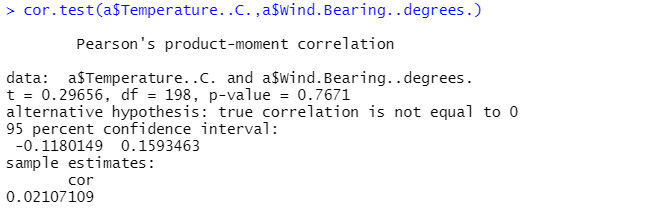 > cor.test(a$Temperature..C.,a$Wind.Bearing..degrees.)
Pearson's product-moment correlation
data:  a$Temperature..C. and a$Wind.Bearing..degrees.
t = 0.29656, df = 198, p-value = 0.7671
alternative hypothesis: true correlation is not equal to 0
95 percent confidence interval:
 -0.1180149  0.1593463
sample estimates:
       cor
0.02107109